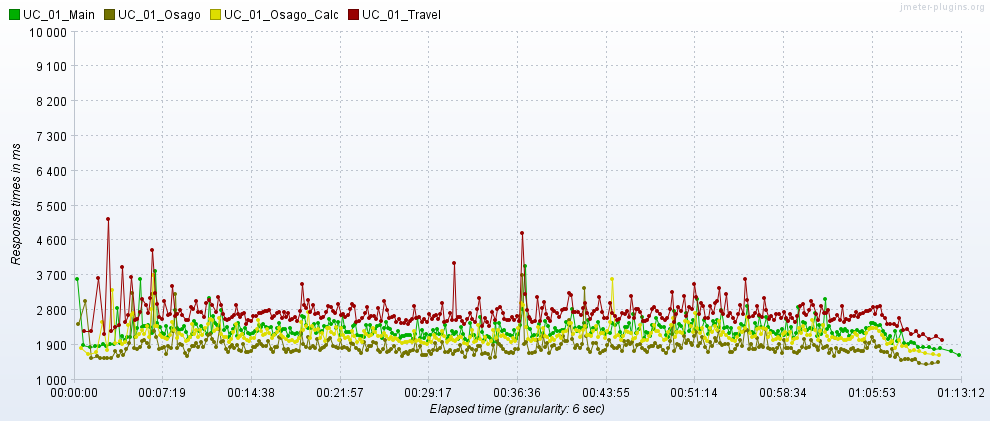 UC_01_Main UC_01_Osago UC_01_Osago_Calc UC_01_Travel
jmeter-plugins.org
10 000
9 100
8 200
7 300
6 400
5 500
4 600
3 700
2 800
1 900
1 000
Response times in ms
00:00:00 00:07:19 00:14:38 00:21:57 00:29:17 00:36:36 00:43:55 00:51:14 00:58:34 01:05:53 01:13:12
Elapsed time (granularity: 6 sec)